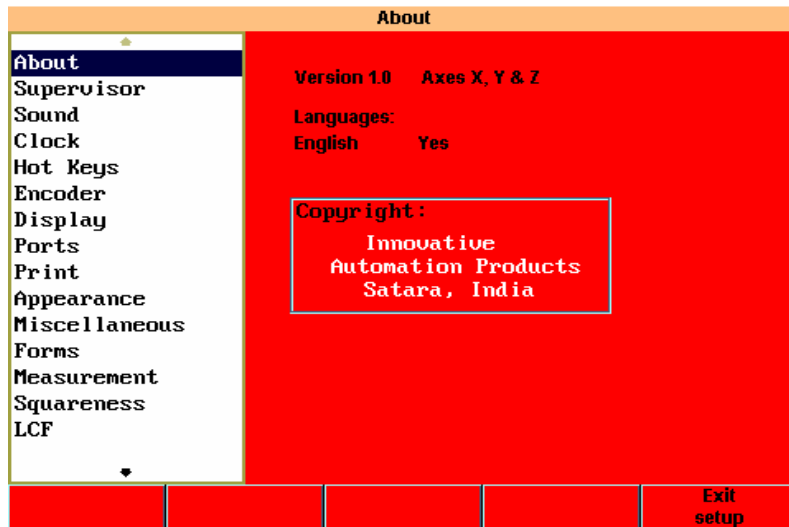 About
About
Supervisor
Sound
Clock
Hot Keys
Encoder
Display
Ports
Print
Appearance
Miscellaneous
Forms
Measurement
Squareness
LCF
Version 1.0 Axes X, Y & Z
Languages:
English Yes
Copyright:
Innovative
Automation Products
Satara, India
Exit
setup